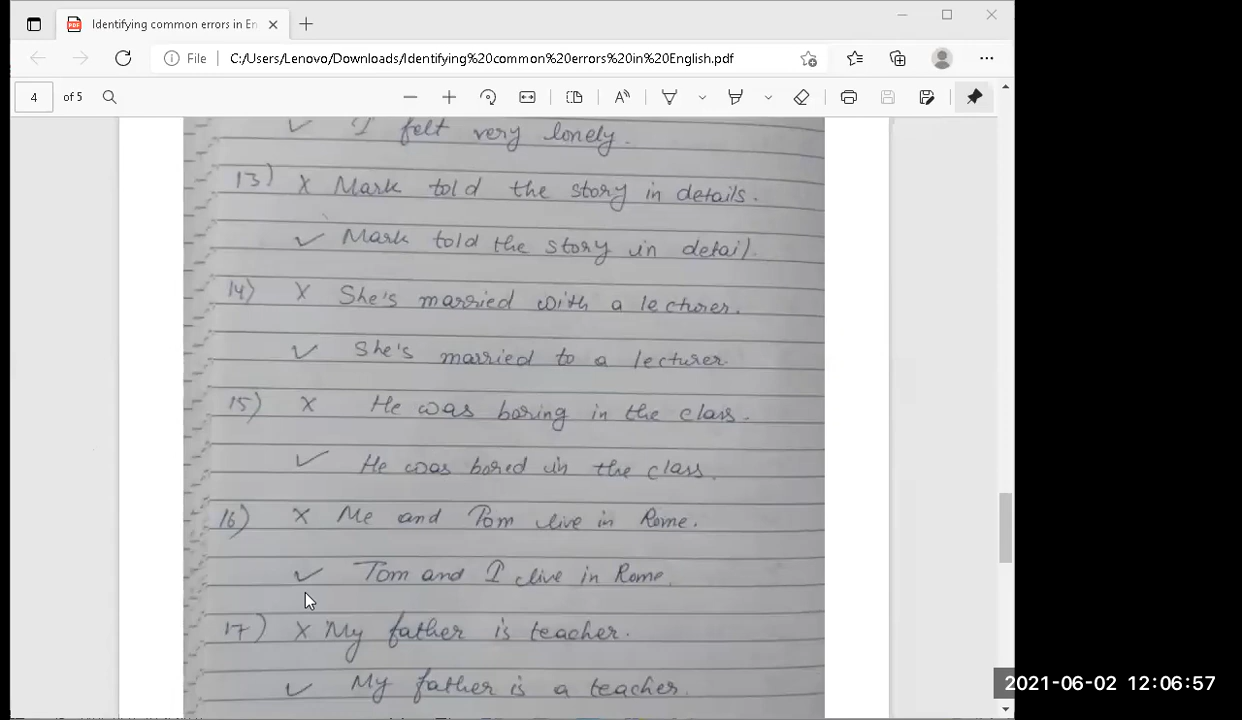 Identifying common errors in En
File
C:/Users/Lenovo/Downloads/Identifying%20common%20errors%20in%20English.pdf
4 of 5
✓ I felt very lonely.
13) X Mark told the story in details.
✓ Mark told the story in detail.
14) X She's married with a lecturer.
✓ She's married to a lecturer.
15) X He was boring in the class.
✓ He was bored in the class.
16) X Me and Tom live in Rome.
✓ Tom and I live in Rome.
17) X My father is teacher.
✓ My father is a teacher.
2021-06-02 12:06:57